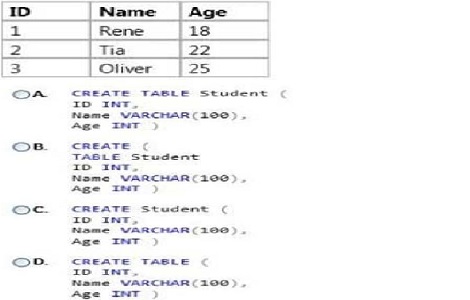 ID Name Age
1 Rene 18
2 Tia 22
3 Oliver 25
A. CREATE TABLE Student (
ID INT,
Name VARCHAR(100),
Age INT )
B. CREATE (
TABLE Student
ID INT,
Name VARCHAR(100),
Age INT )
C. CREATE Student (
ID INT,
Name VARCHAR(100),
Age INT )
D. CREATE TABLE (
ID INT,
Name VARCHAR(100),
Age INT )